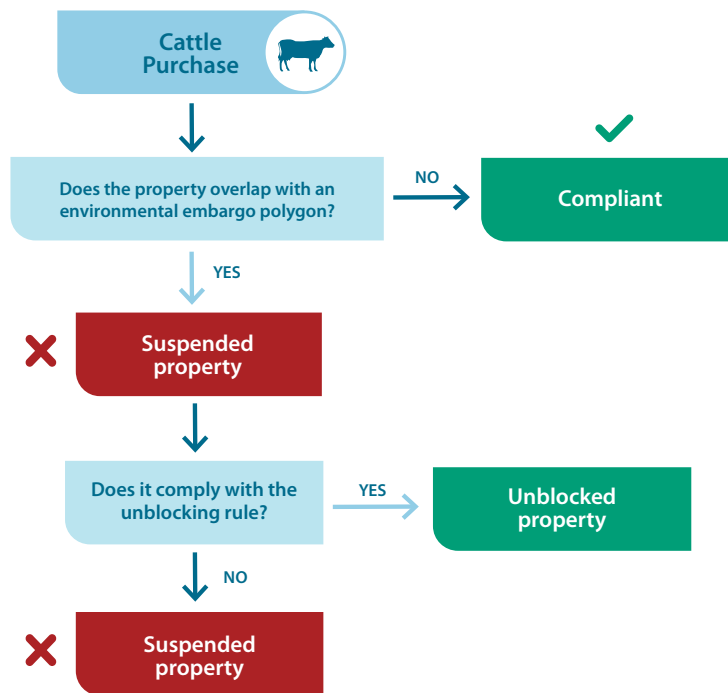 Cattle
Purchase
Does the property overlap with an
environmental embargo polygon?
NO
Compliant
YES
Suspended
property
Does it comply with the
unblocking rule?
YES
Unblocked
property
NO
Suspended
property